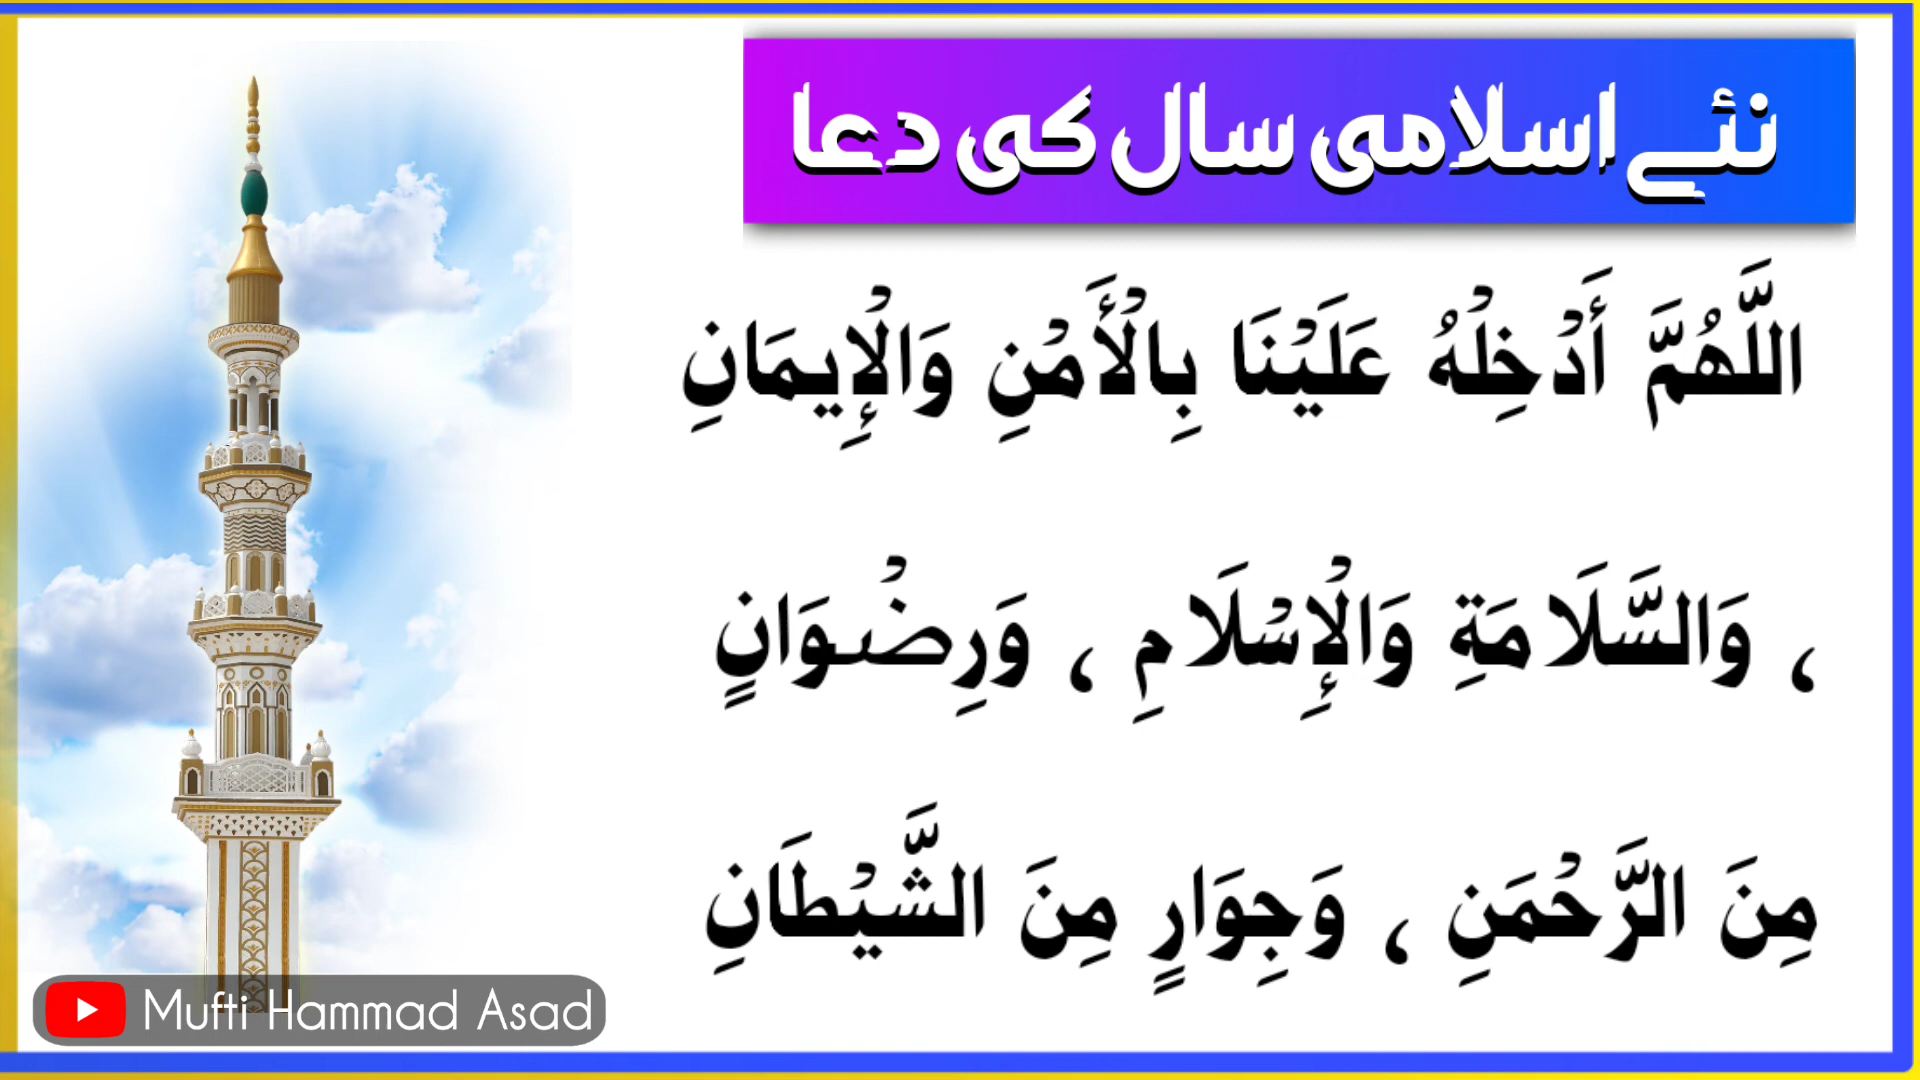 نئے اسلامی سال کی دعا
اللَّهُمَّ أَدْخِلْهُ عَلَيْنَا بِالْأَمْنِ وَالْإِيمَانِ
، وَالسَّلَامَةِ وَالْإِسْلَامِ ، وَرِضْوَانٍ
مِنَ الرَّحْمَنِ ، وَجِوَارٍ مِنَ الشَّيْطَانِ
Mufti Hammad Asad